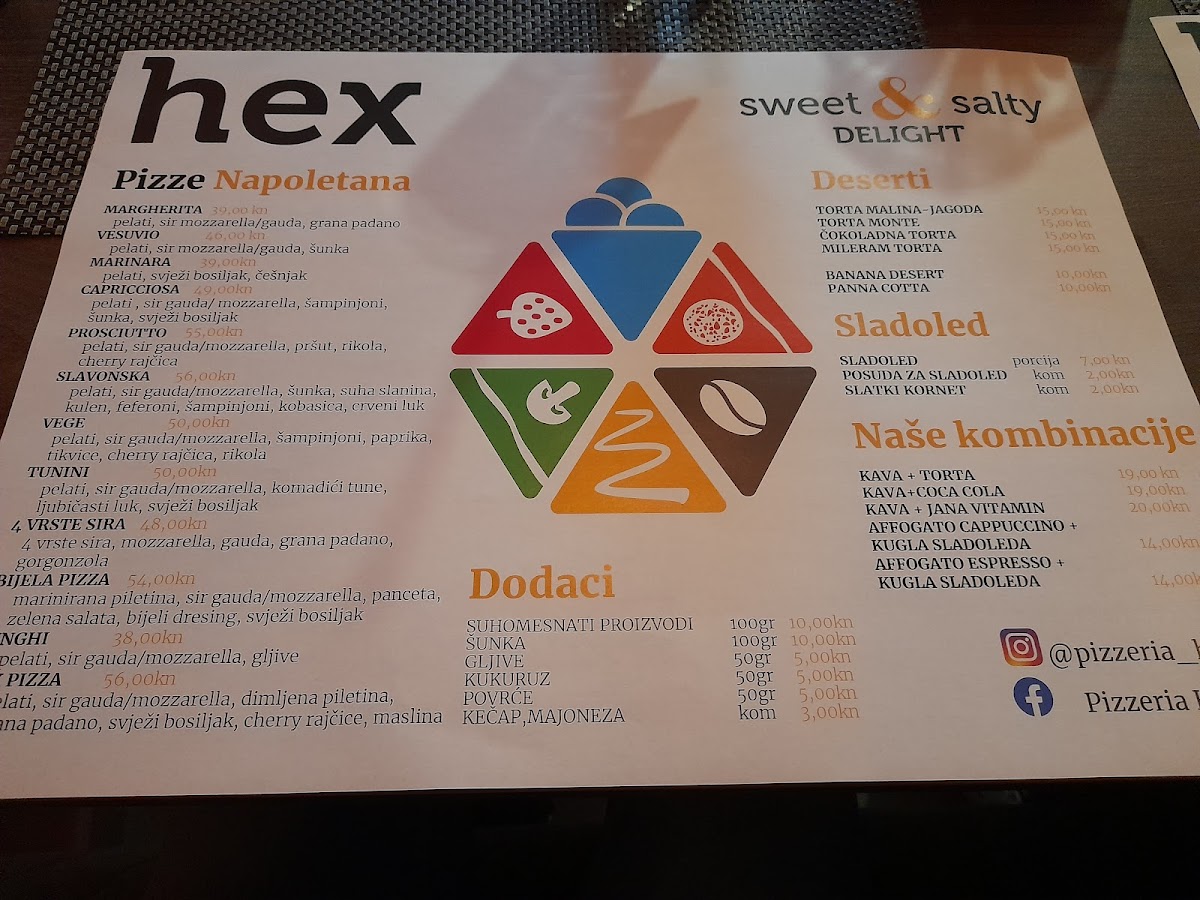 hex
Pizze Napoletana
MARGHERITA 39,00 kn
pelati, sir mozzarella/gauda, grana padano
VESUVIO 46,00 kn
pelati, sir mozzarella/gauda, šunka
MARINARA 39,00kn
pelati, svježi bosiljak, češnjak
CAPRICCIOSA 49,00kn
pelati , sir gauda/ mozzarella, šampinjoni,
šunka, svježi bosiljak
PROSCIUTTO 55,00kn
pelati, sir gauda/mozzarella, pršut, rikola,
cherry rajčica
SLAVONSKA 56,00kn
pelati, sir gauda/mozzarella, šunka, suha slanina,
kulen, feferoni, šampinjoni, kobasica, crveni luk
VEGE 50,00kn
pelati, sir gauda/mozzarella, šampinjoni, paprika,
tikvice, cherry rajčica, rikola
TUNINI 50,00kn
pelati, sir gauda/mozzarella, komadići tune,
ljubičasti luk, svježi bosiljak
4 VRSTE SIRA 48,00kn
4 vrste sira, mozzarella, gauda, grana padano,
gorgonzola
BIJELA PIZZA 54,00kn
marinirana piletina, sir gauda/mozzarella, panceta,
zelena salata, bijeli dresing, svježi bosiljak
NGHI 38,00kn
pelati, sir gauda/mozzarella, gljive
PIZZA 56,00kn
elati, sir gauda/mozzarella, dimljena piletina,
ana padano, svježi bosiljak, cherry rajčice, maslina
Dodaci
SUHOMESNATI PROIZVODI 100gr 10,00kn
ŠUNKA 100gr 10,00kn
GLJIVE 50gr 5,00kn
KUKURUZ 50gr 5,00kn
POVRĆE 50gr 5,00kn
KEČAP,MAJONEZA kom 3,00kn
sweet & salty
DELIGHT
Deserti
TORTA MALINA-JAGODA 15,00 kn
TORTA MONTE 15,00kn
ČOKOLADNA TORTA 15,00kn
MILERAM TORTA 15,00kn
BANANA DESERT 10,00kn
PANNA COTTA 10,00kn
Sladoled
SLADOLED porcija 7,00 kn
POSUDA ZA SLADOLED kom 2,00kn
SLATKI KORNET kom 2,00kn
Naše kombinacije
KAVA + TORTA 19,00 kn
KAVA+COCA COLA 19,00kn
KAVA + JANA VITAMIN 20,00kn
AFFOGATO CAPPUCCINO +
KUGLA SLADOLEDA 14,00kn
AFFOGATO ESPRESSO +
KUGLA SLADOLEDA 14,00k
@pizzeria_
Pizzeria